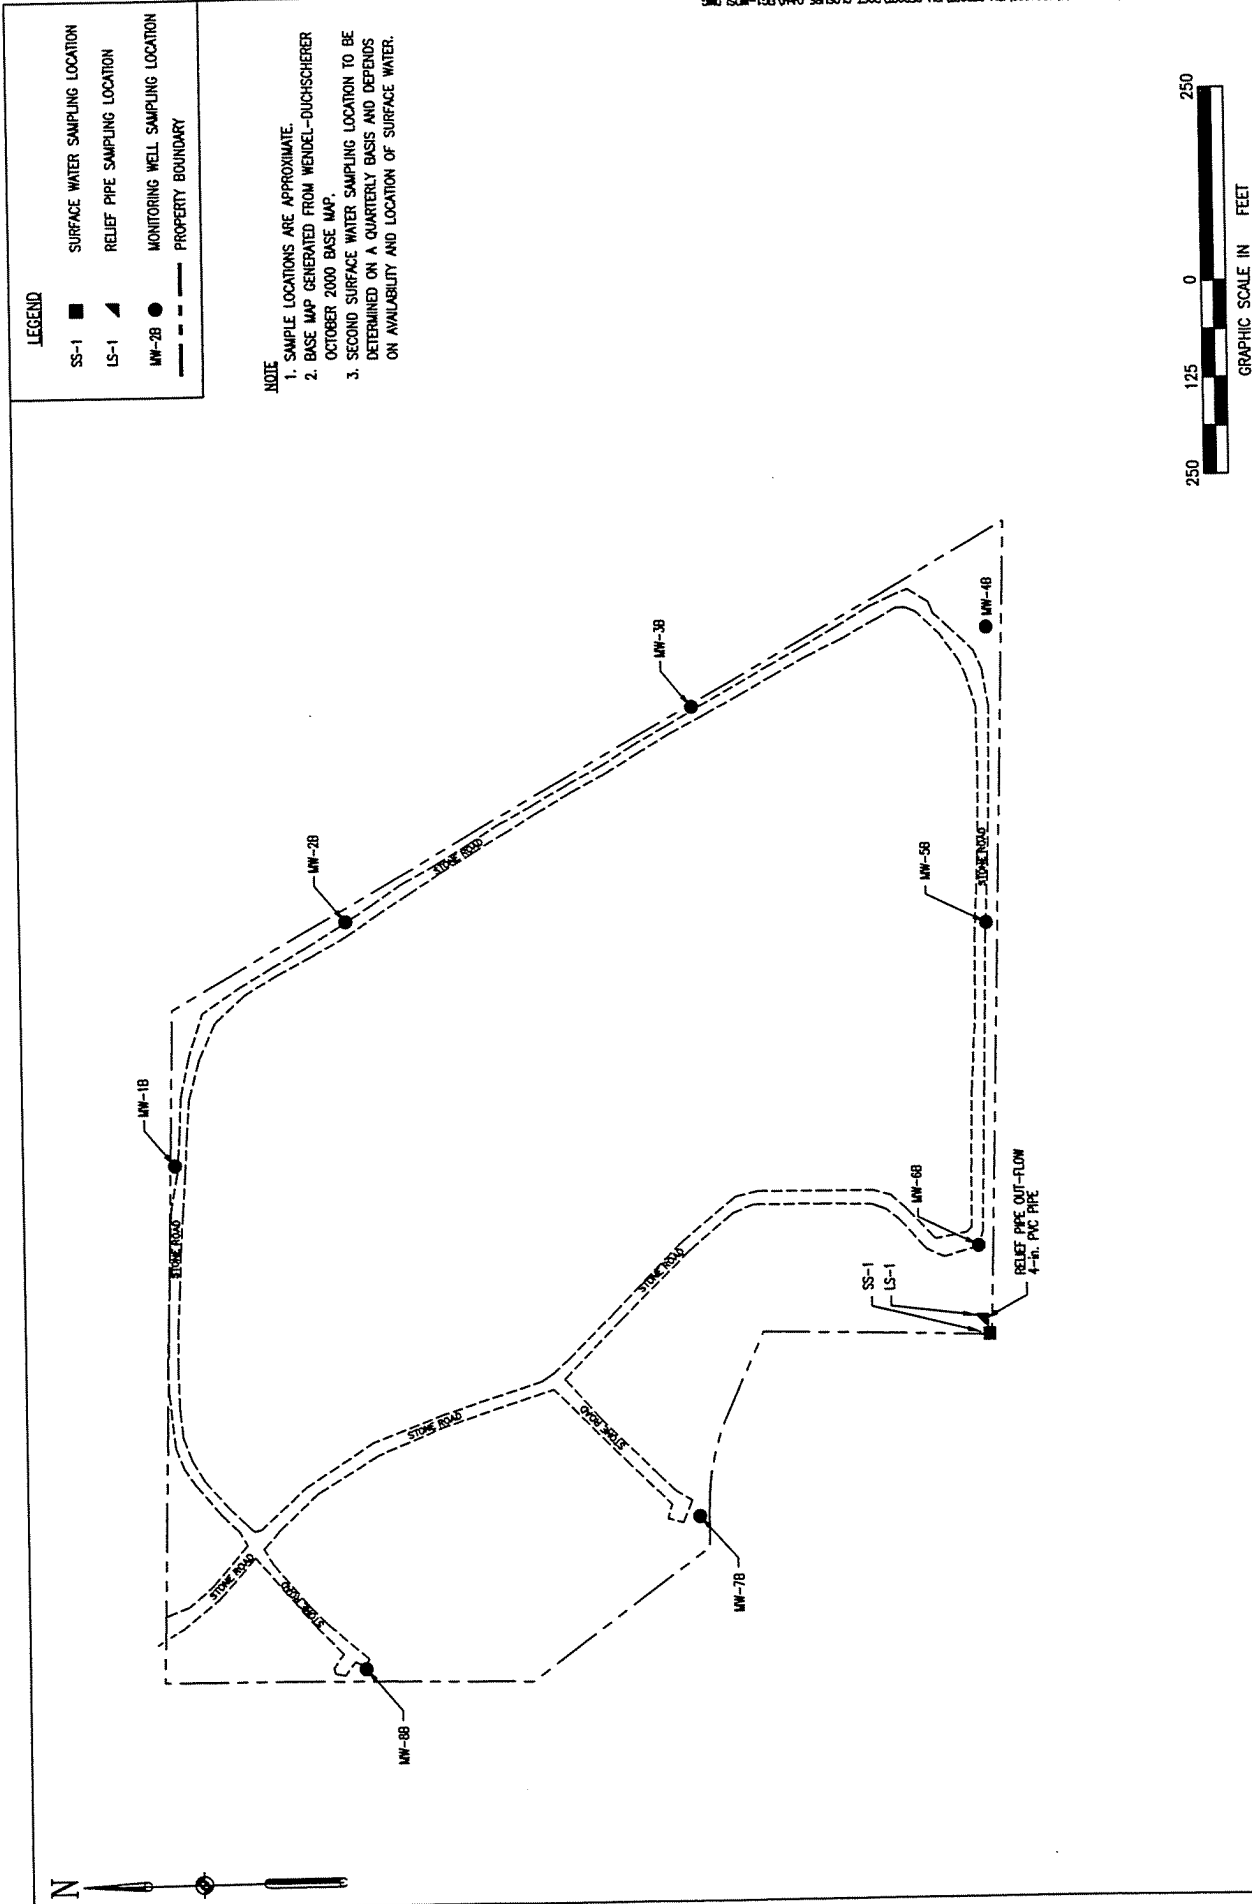 LEGEND
SS-1 SURFACE WATER SAMPLING LOCATION
LS-1 RELIEF PIPE SAMPLING LOCATION
MW-2B MONITORING WELL SAMPLING LOCATION
PROPERTY BOUNDARY
NOTE
1. SAMPLE LOCATIONS ARE APPROXIMATE.
2. BASE MAP GENERATED FROM WENDEL-DUCHSCHERER
OCTOBER 2000 BASE MAP.
3. SECOND SURFACE WATER SAMPLING LOCATION TO BE
DETERMINED ON A QUARTERLY BASIS AND DEPENDS
ON AVAILABILITY AND LOCATION OF SURFACE WATER.
N
MW-1B
STONE ROAD
MW-2B
STONE ROAD
STONE ROAD
STONE ROAD
MW-8B
STONE ROAD
STONE ROAD
STONE ROAD
MW-3B
MW-7B
SS-1
LS-1
MW-6B
MW-5B
STONE ROAD
MW-4B
RELIEF PIPE OUT-FLOW
4-in. PVC PIPE
250 125 0 250
GRAPHIC SCALE IN FEET